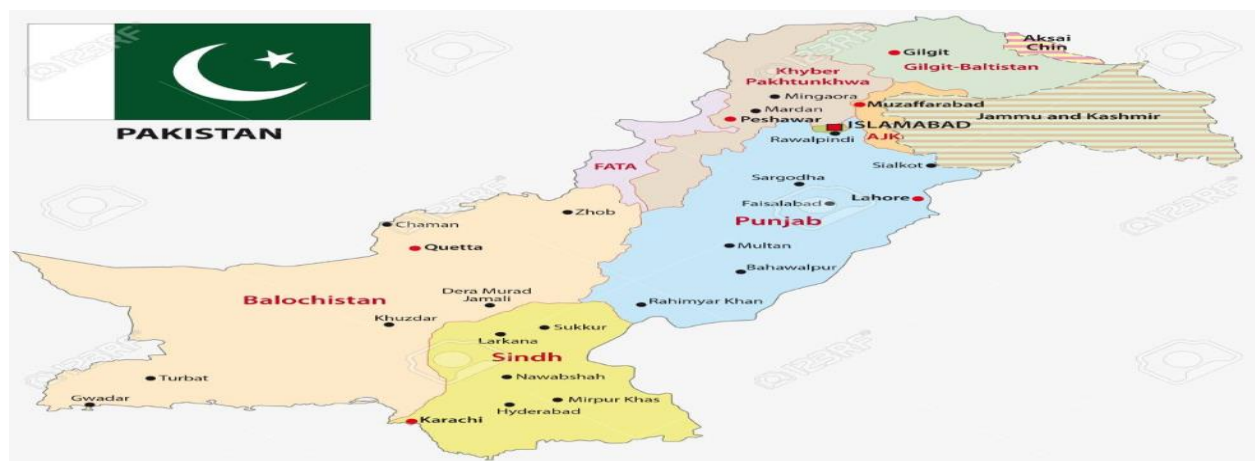 PAKISTAN
Gilgit
Aksai
Chin
Gilgit-Baltistan
Khyber
Pakhtunkhwa
Mingaora
Mardan
Muzaffarabad
Jammu and Kashmir
Peshawar
ISLAMABAD
AJK
Rawalpindi
FATA
Sialkot
Sargodha
Lahore
Faisalabad
Zhob
Punjab
Chaman
Quetta
Multan
Bahawalpur
Dera Murad
Jamali
Balochistan
Rahimyar Khan
Khuzdar
Sukkur
Larkana
Sindh
Turbat
Nawabshah
Gwadar
Mirpur Khas
Hyderabad
Karachi
123RF